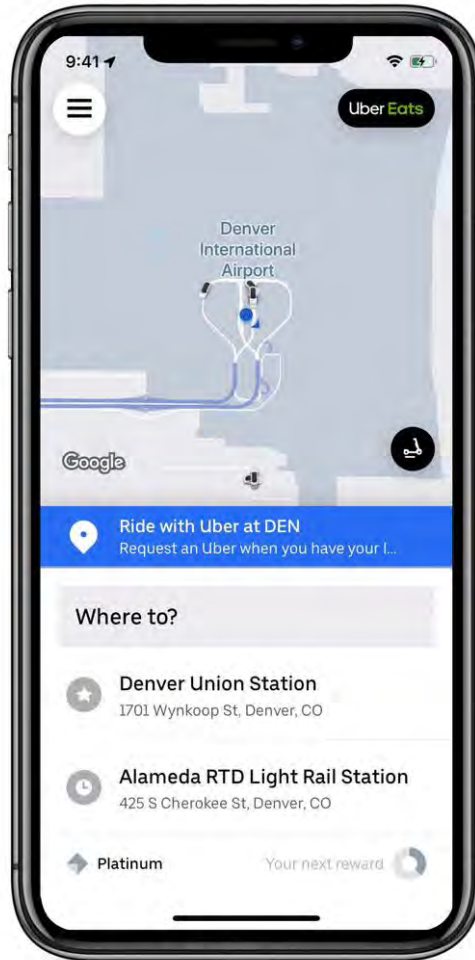 9:41
Uber Eats
Denver
International
Airport
Google
Ride with Uber at DEN
Request an Uber when you have your l...
Where to?
Denver Union Station
1701 Wynkoop St, Denver, CO
Alameda RTD Light Rail Station
425 S Cherokee St, Denver, CO
Platinum
Your next reward